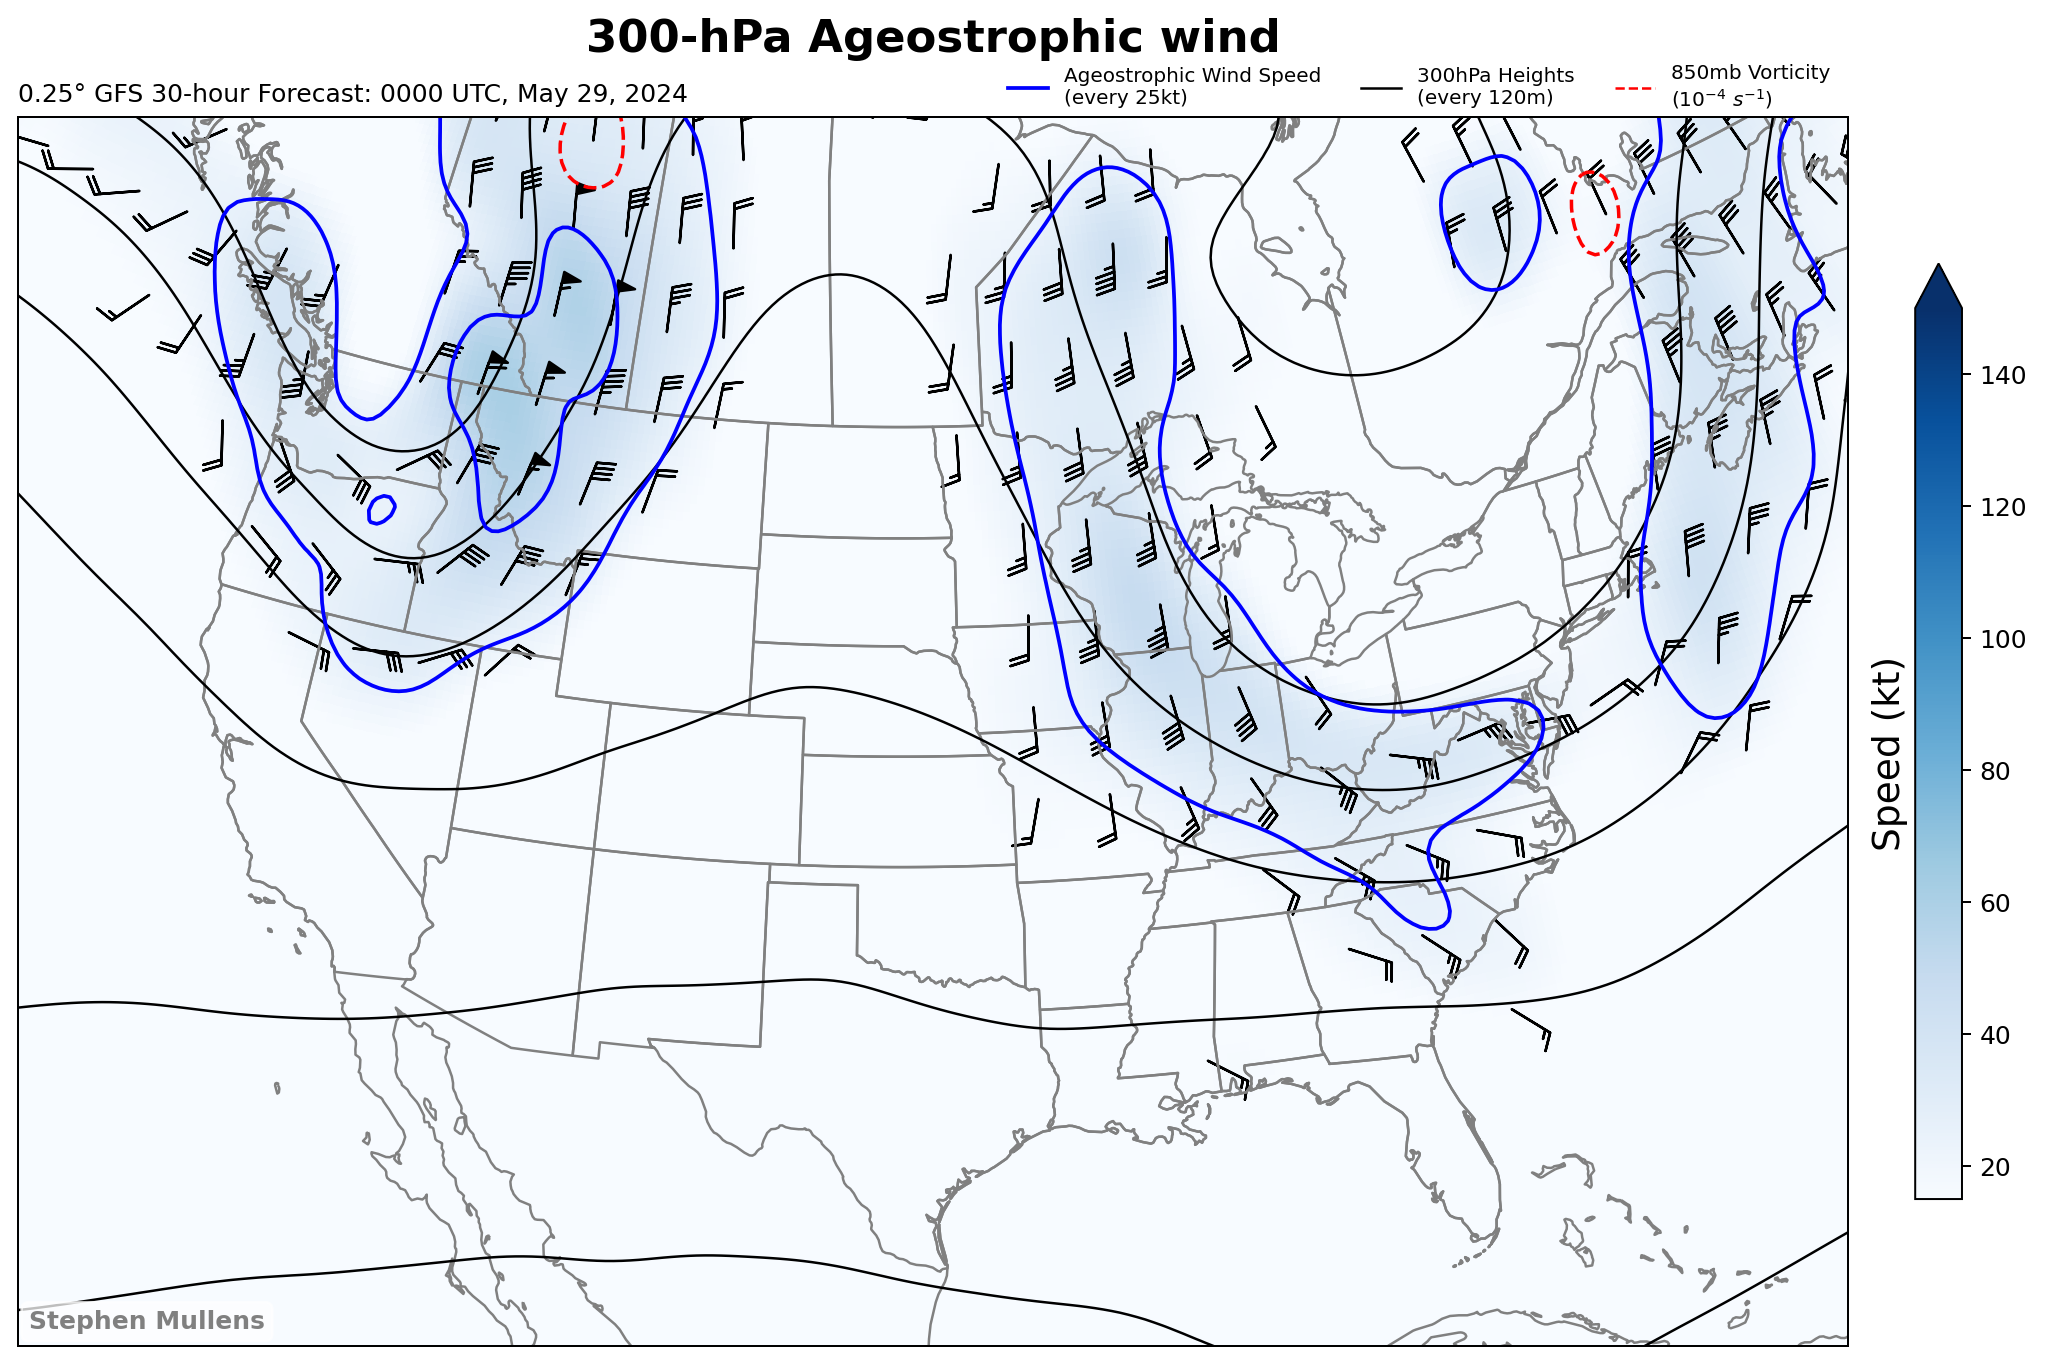 300-hPa Ageostrophic wind
0.25° GFS 30-hour Forecast: 0000 UTC, May 29, 2024
Ageostrophic Wind Speed
(every 25kt)
300hPa Heights
(every 120m)
850mb Vorticity
(10⁻⁴ s⁻¹)
140
120
100
80
60
40
20
Speed (kt)
Stephen Mullens